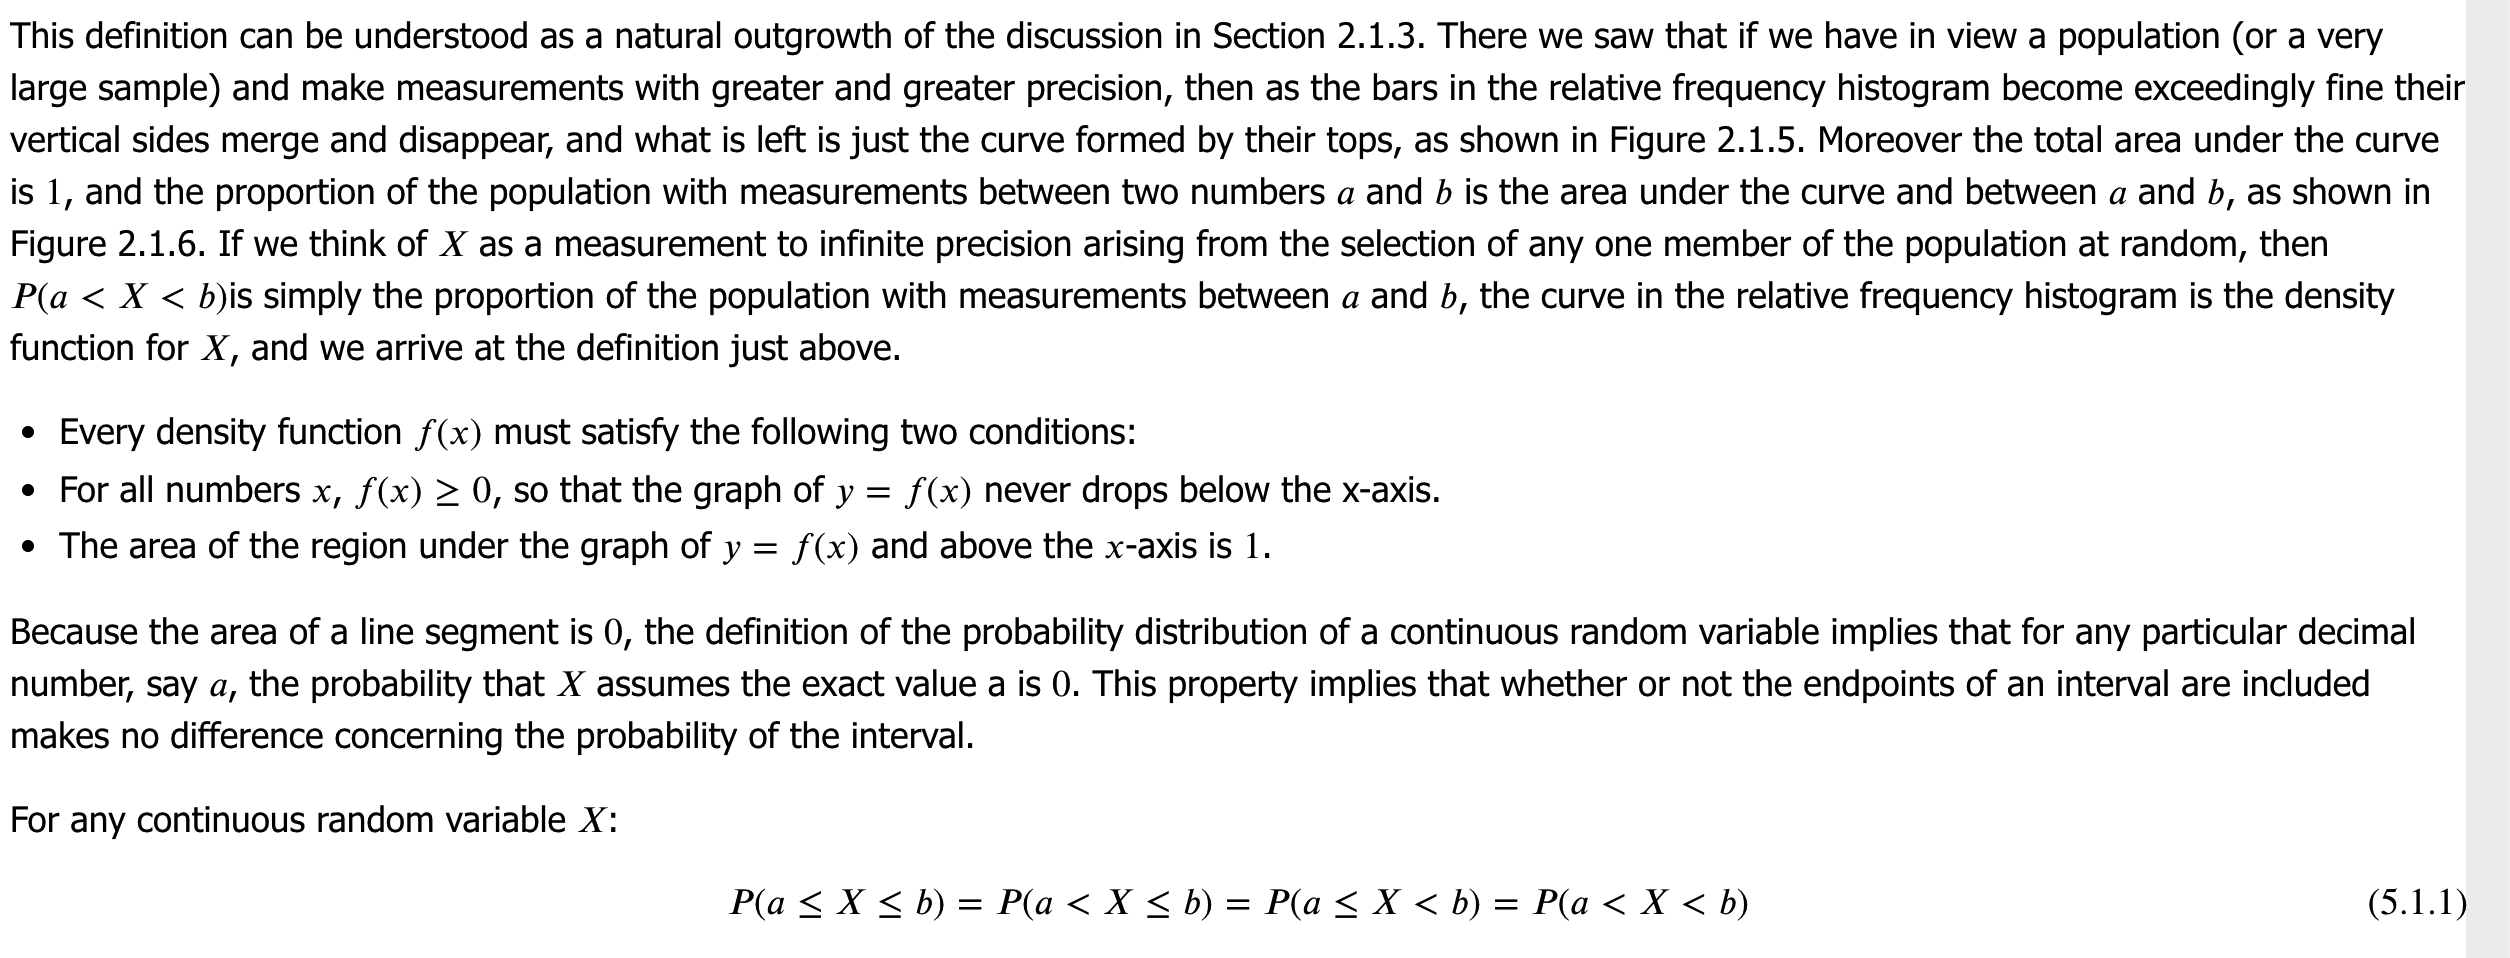 This definition can be understood as a natural outgrowth of the discussion in Section 2.1.3. There we saw that if we have in view a population (or a very
large sample) and make measurements with greater and greater precision, then as the bars in the relative frequency histogram become exceedingly fine their
vertical sides merge and disappear, and what is left is just the curve formed by their tops, as shown in Figure 2.1.5. Moreover the total area under the curve
is 1, and the proportion of the population with measurements between two numbers a and b is the area under the curve and between a and b, as shown in
Figure 2.1.6. If we think of X as a measurement to infinite precision arising from the selection of any one member of the population at random, then
P(a < X < b)is simply the proportion of the population with measurements between a and b, the curve in the relative frequency histogram is the density
function for X, and we arrive at the definition just above.
• Every density function f(x) must satisfy the following two conditions:
• For all numbers x, f(x) ≥ 0, so that the graph of y = f(x) never drops below the x-axis.
• The area of the region under the graph of y = f(x) and above the x-axis is 1.
Because the area of a line segment is 0, the definition of the probability distribution of a continuous random variable implies that for any particular decimal
number, say a, the probability that X assumes the exact value a is 0. This property implies that whether or not the endpoints of an interval are included
makes no difference concerning the probability of the interval.
For any continuous random variable X:
P(a ≤ X ≤ b) = P(a < X ≤ b) = P(a ≤ X < b) = P(a < X < b) (5.1.1)